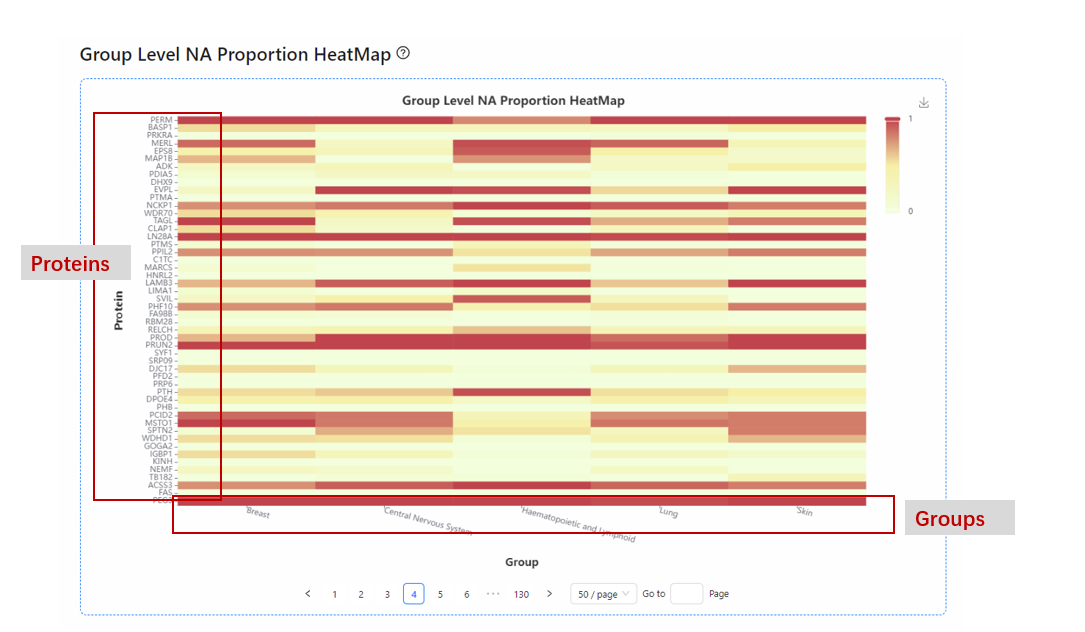 Group Level NA Proportion HeatMap ?
Group Level NA Proportion HeatMap
PERM
BASP1
PRKRA
MERL
EPS8
MAP1B
ADK
PDIA5
DHX9
EVPL
PTMA
NCKP1
WDR70
TAGL
CLAP1
LN28A
PTMS
PPIL2
C1TC
MARCS
HNRL2
LAMB3
LIMA1
SVIL
PHF10
FA98B
RBM28
RELCH
PROD
PRUN2
SYF1
SRP09
DJC17
PFD2
PRP6
PTH
DPOE4
PHB
PCID2
MSTO1
SPTN2
WDHD1
GOGA2
IGBP1
KINH
NEMF
TB182
ACSS3
FAS
1
0
Proteins
Protein
Breast
Central Nervous System
Haematopoietic and Lymphoid
Lung
Skin
Groups
Group
< 1 2 3 4 5 6 ••• 130 > 50 / page Go to Page